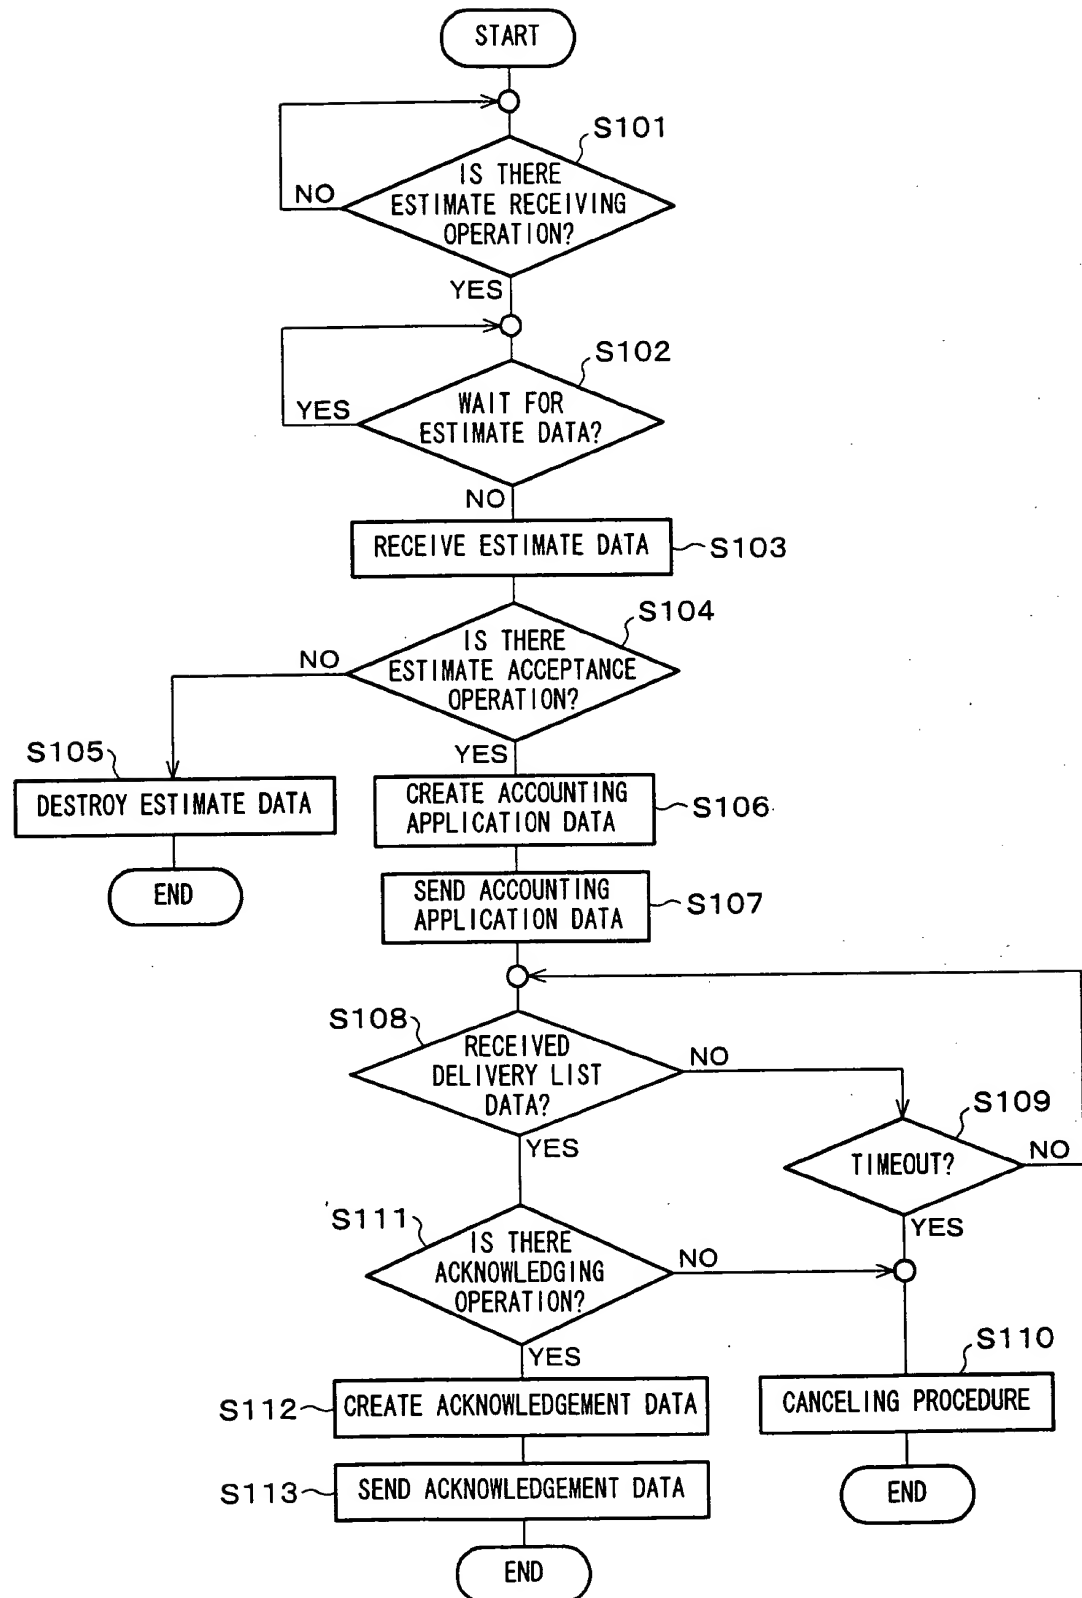 START
S101
IS THERE
ESTIMATE RECEIVING
OPERATION?
NO
YES
S102
WAIT FOR
ESTIMATE DATA?
YES
NO
RECEIVE ESTIMATE DATA
S103
S104
IS THERE
ESTIMATE ACCEPTANCE
OPERATION?
NO
YES
S105
DESTROY ESTIMATE DATA
END
CREATE ACCOUNTING
APPLICATION DATA
S106
SEND ACCOUNTING
APPLICATION DATA
S107
S108
RECEIVED
DELIVERY LIST
DATA?
NO
YES
S109
TIMEOUT?
NO
YES
S111
IS THERE
ACKNOWLEDGING
OPERATION?
NO
YES
S110
CANCELING PROCEDURE
END
S112
CREATE ACKNOWLEDGEMENT DATA
S113
SEND ACKNOWLEDGEMENT DATA
END